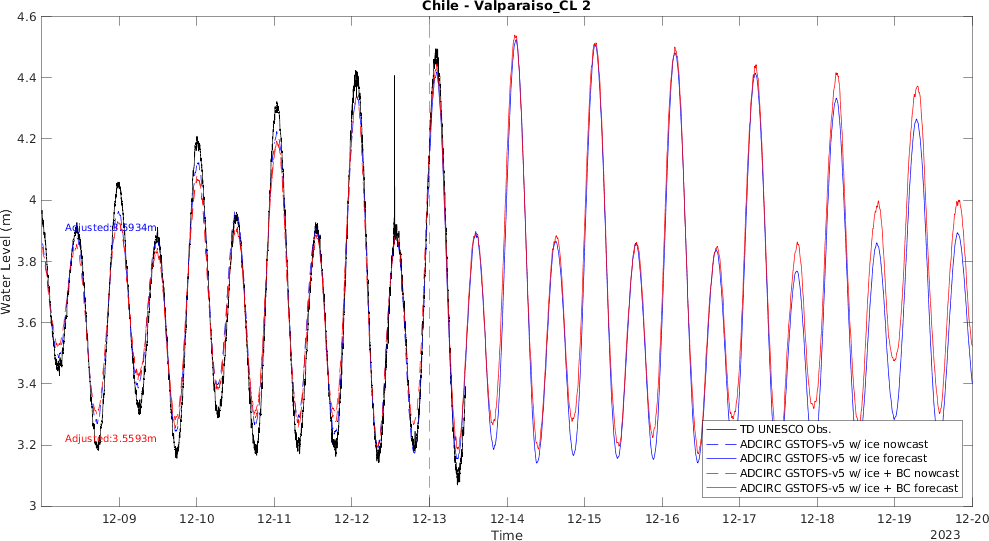 Chile - Valparaiso_CL 2
4.6
4.4
4.2
4
3.8
3.6
3.4
3.2
3
Water Level (m)
Adjusted:3.5934m
Adjusted:3.5593m
TD UNESCO Obs.
ADCIRC GSTOFS-v5 w/ ice nowcast
ADCIRC GSTOFS-v5 w/ ice forecast
ADCIRC GSTOFS-v5 w/ ice + BC nowcast
ADCIRC GSTOFS-v5 w/ ice + BC forecast
12-09 12-10 12-11 12-12 12-13 12-14 12-15 12-16 12-17 12-18 12-19 12-20
Time
2023